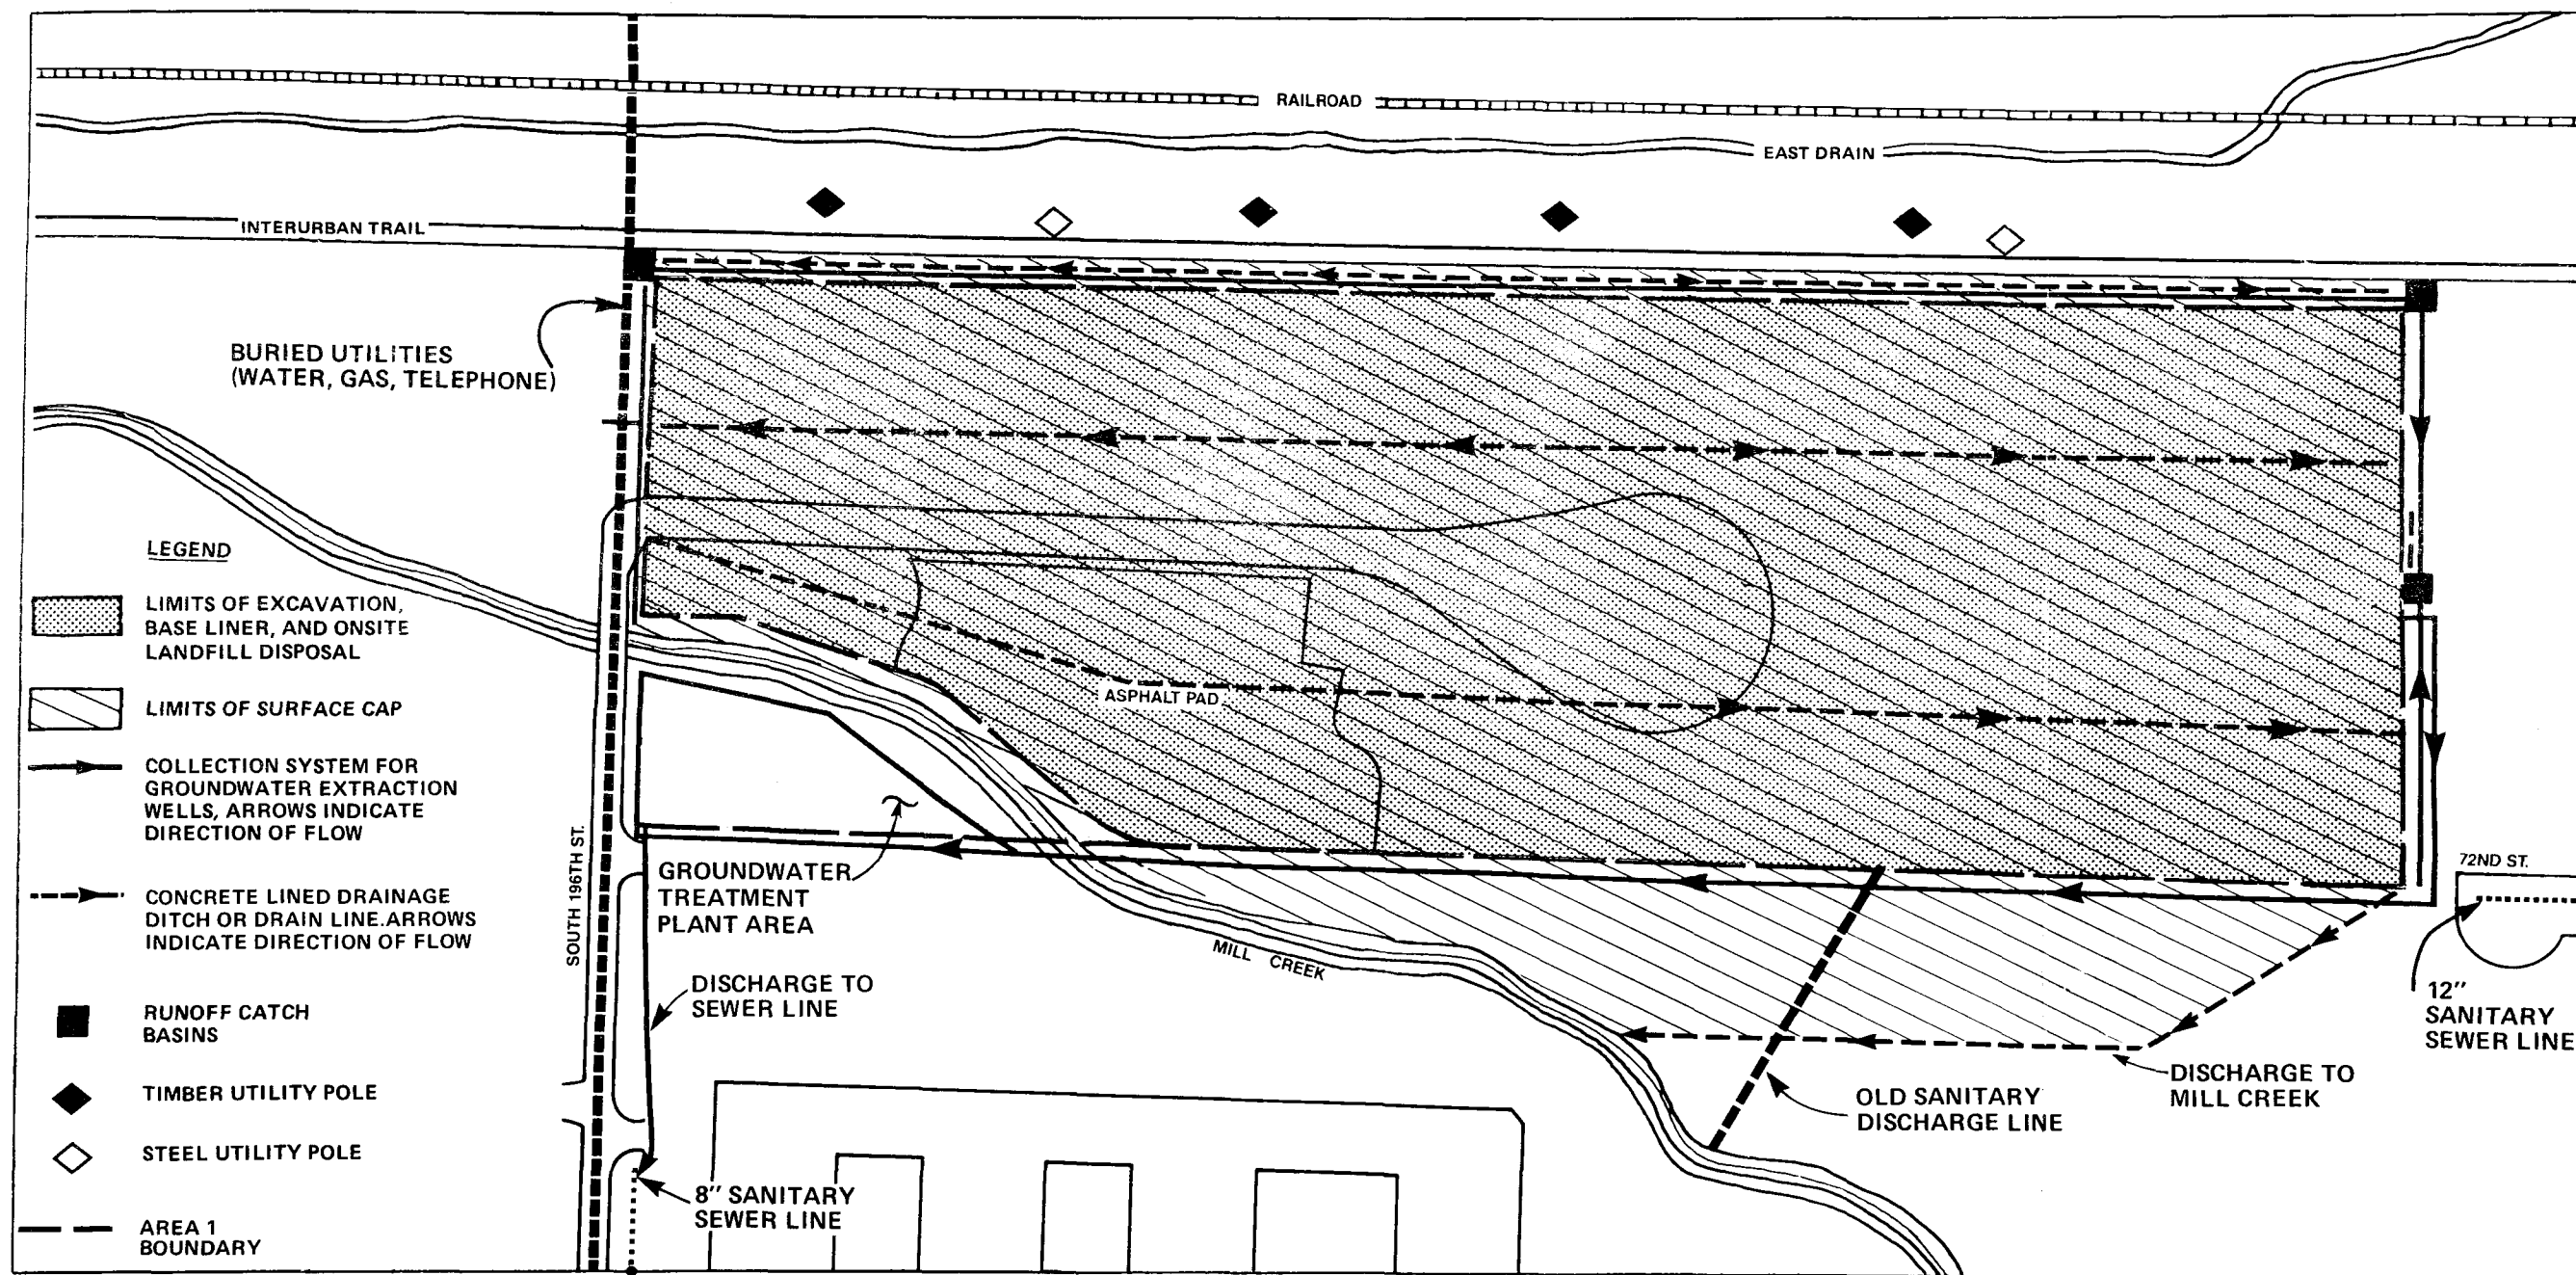 RAILROAD
EAST DRAIN
INTERURBAN TRAIL
BURIED UTILITIES
(WATER, GAS, TELEPHONE)
LEGEND
LIMITS OF EXCAVATION,
BASE LINER, AND ONSITE
LANDFILL DISPOSAL
LIMITS OF SURFACE CAP
COLLECTION SYSTEM FOR
GROUNDWATER EXTRACTION
WELLS, ARROWS INDICATE
DIRECTION OF FLOW
CONCRETE LINED DRAINAGE
DITCH OR DRAIN LINE.ARROWS
INDICATE DIRECTION OF FLOW
RUNOFF CATCH
BASINS
TIMBER UTILITY POLE
STEEL UTILITY POLE
AREA 1
BOUNDARY
SOUTH 196TH ST.
ASPHALT PAD
GROUNDWATER
TREATMENT
PLANT AREA
DISCHARGE TO
SEWER LINE
8" SANITARY
SEWER LINE
MILL CREEK
OLD SANITARY
DISCHARGE LINE
DISCHARGE TO
MILL CREEK
72ND ST.
12"
SANITARY
SEWER LINE